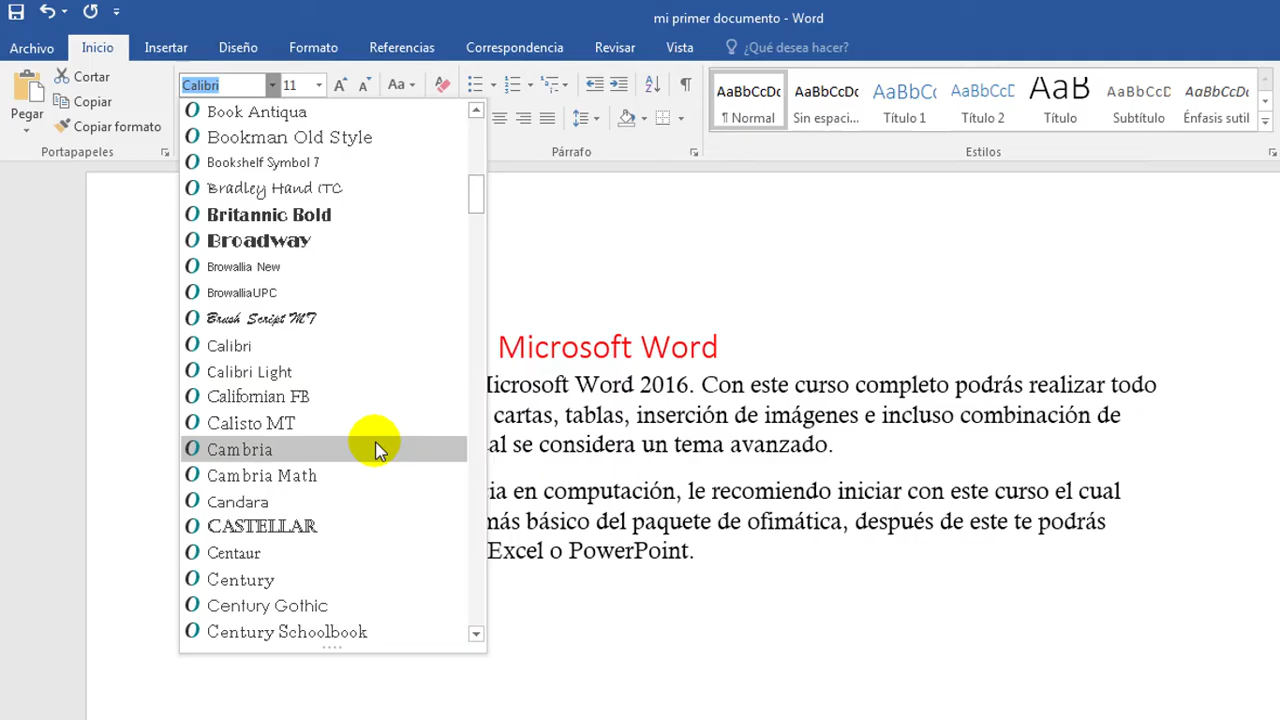 mi primer documento - Word
Archivo Inicio Insertar Diseño Formato Referencias Correspondencia Revisar Vista ¿Qué desea hacer?
Pegar
Cortar
Copiar
Copiar formato
Portapapeles
Calibri 11 Aa
Párrafo
AaBbCcDc AaBbCcDc AaBbCc AaBbCcD AaB AaBbCcD AaBbCcDc
¶ Normal Sin espaci... Título 1 Título 2 Título Subtítulo Énfasis sutil
Estilos
Book Antiqua
Bookman Old Style
Bookshelf Symbol 7
Bradley Hand ITC
Britannic Bold
Broadway
Browallia New
BrowalliaUPC
Brush Script MT
Calibri
Calibri Light
Californian FB
Calisto MT
Cambria
Cambria Math
Candara
CASTELLAR
Centaur
Century
Century Gothic
Century Schoolbook
Microsoft Word
Microsoft Word 2016. Con este curso completo podrás realizar todo
cartas, tablas, inserción de imágenes e incluso combinación de
al se considera un tema avanzado.
ia en computación, le recomiendo iniciar con este curso el cual
más básico del paquete de ofimática, después de este te podrás
Excel o PowerPoint.